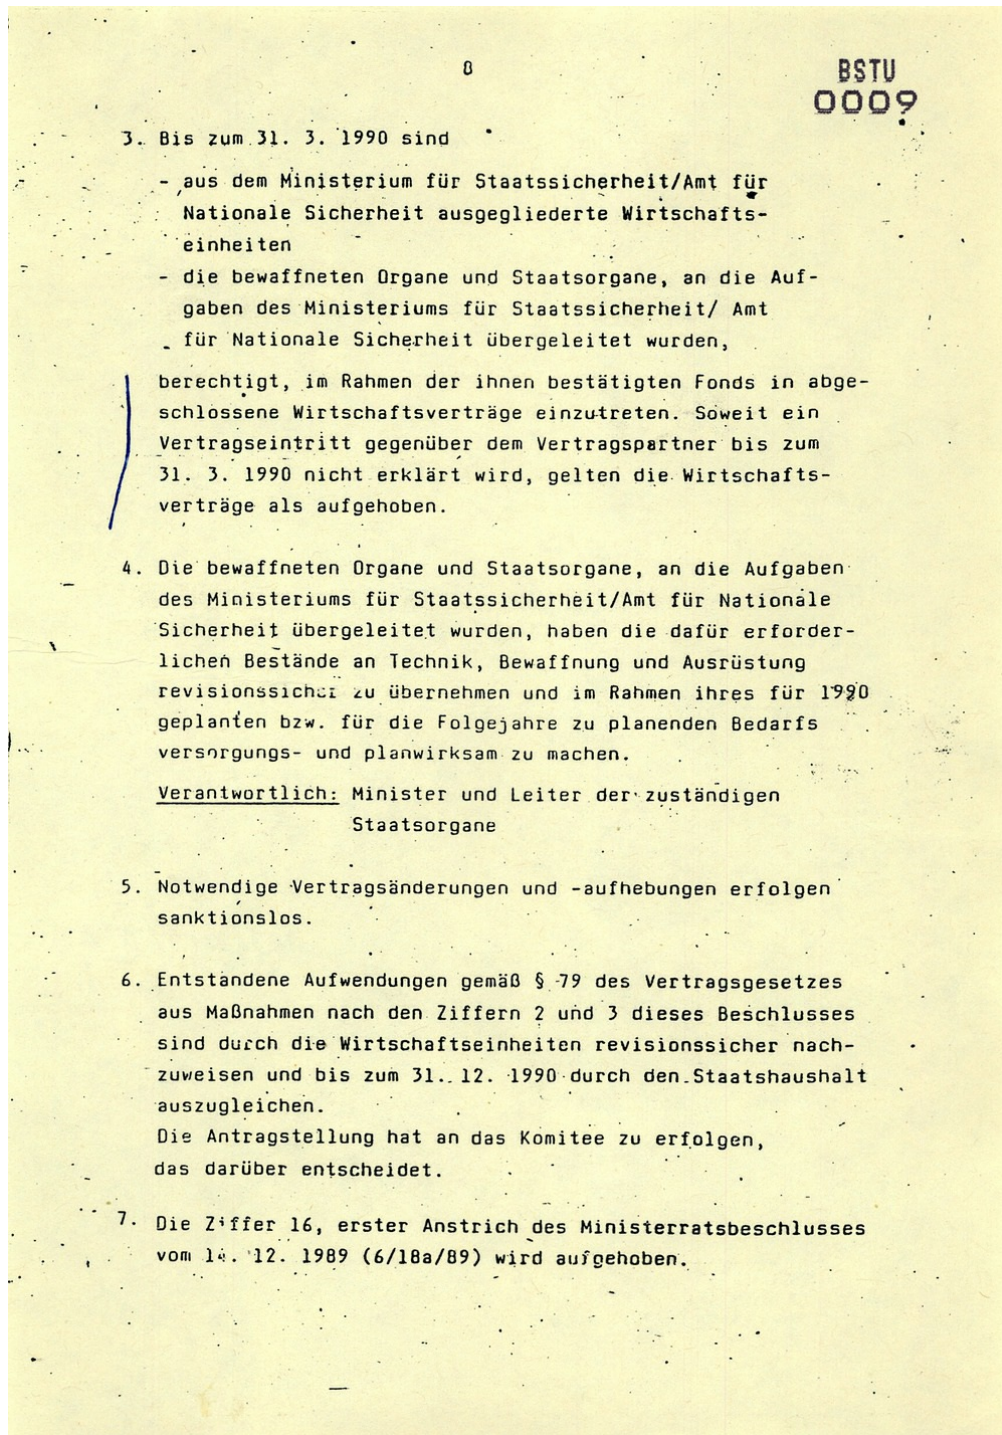 8
BSTU
0009
3. Bis zum 31. 3. 1990 sind
- aus dem Ministerium für Staatssicherheit/Amt für
Nationale Sicherheit ausgegliederte Wirtschafts-
einheiten
- die bewaffneten Organe und Staatsorgane, an die Auf-
gaben des Ministeriums für Staatssicherheit/ Amt
für Nationale Sicherheit übergeleitet wurden,
berechtigt, im Rahmen der ihnen bestätigten Fonds in abge-
schlossene Wirtschaftsverträge einzutreten. Soweit ein
Vertragseintritt gegenüber dem Vertragspartner bis zum
31. 3. 1990 nicht erklärt wird, gelten die Wirtschafts-
verträge als aufgehoben.
4. Die bewaffneten Organe und Staatsorgane, an die Aufgaben
des Ministeriums für Staatssicherheit/Amt für Nationale
Sicherheit übergeleitet wurden, haben die dafür erforder-
lichen Bestände an Technik, Bewaffnung und Ausrüstung
revisionssicher zu übernehmen und im Rahmen ihres für 1990
geplanten bzw. für die Folgejahre zu planenden Bedarfs
versorgungs- und planwirksam zu machen.
Verantwortlich: Minister und Leiter der zuständigen
Staatsorgane
5. Notwendige Vertragsänderungen und -aufhebungen erfolgen
sanktionslos.
6. Entstandene Aufwendungen gemäß § 79 des Vertragsgesetzes
aus Maßnahmen nach den Ziffern 2 und 3 dieses Beschlusses
sind durch die Wirtschaftseinheiten revisionssicher nach-
zuweisen und bis zum 31. 12. 1990 durch den Staatshaushalt
auszugleichen.
Die Antragstellung hat an das Komitee zu erfolgen,
das darüber entscheidet.
7. Die Ziffer 16, erster Anstrich des Ministerratsbeschlusses
vom 12. 1989 (6/18a/89) wird aufgehoben.